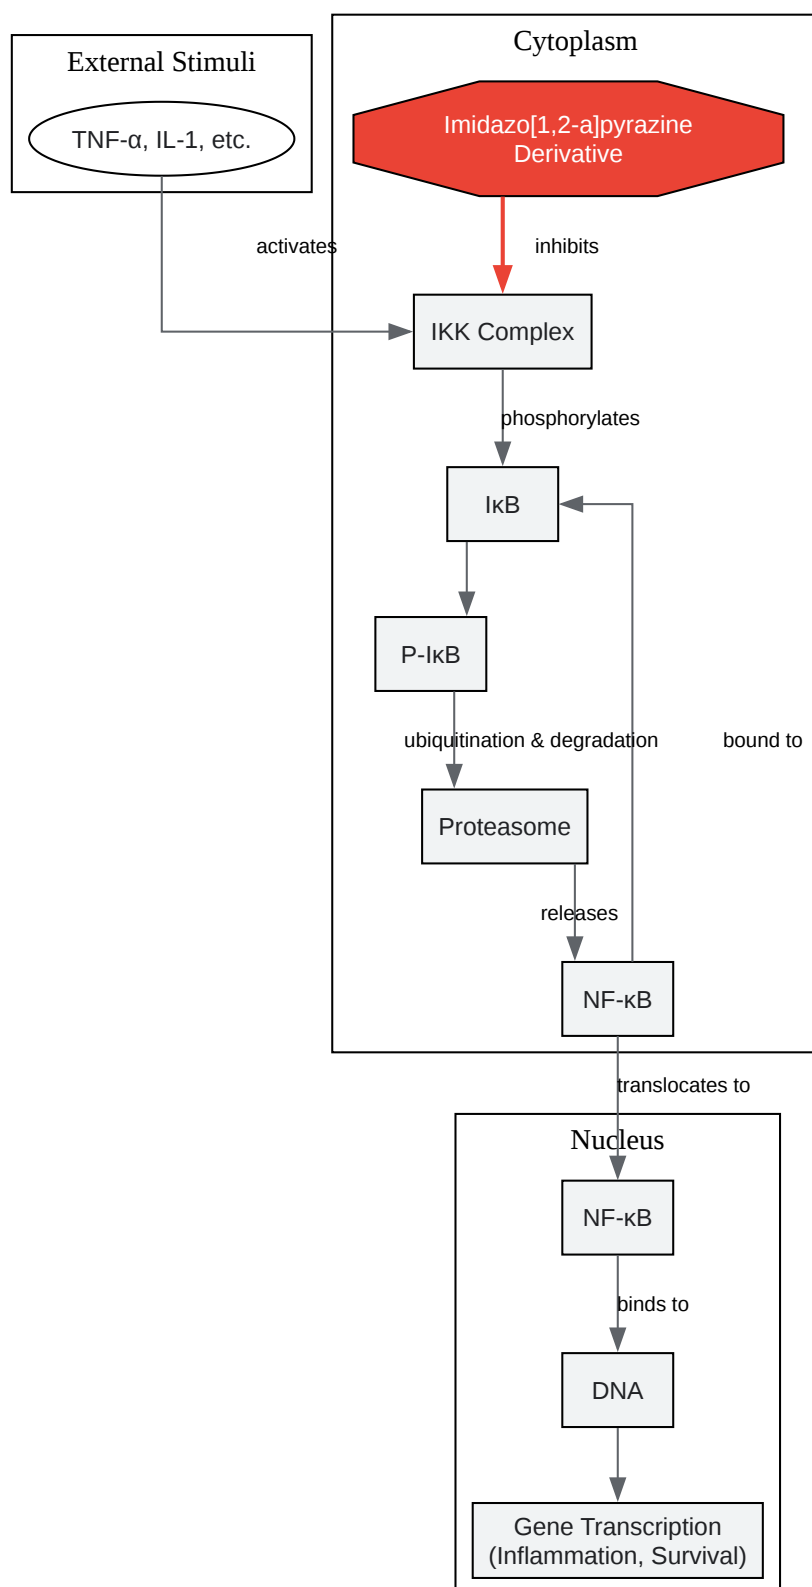 External Stimuli
TNF-α, IL-1, etc.
Cytoplasm
Imidazo[1,2-a]pyrazine
Derivative
activates
inhibits
IKK Complex
phosphorylates
IκB
P-IκB
ubiquitination & degradation
bound to
Proteasome
releases
NF-κB
translocates to
Nucleus
NF-κB
binds to
DNA
Gene Transcription
(Inflammation, Survival)